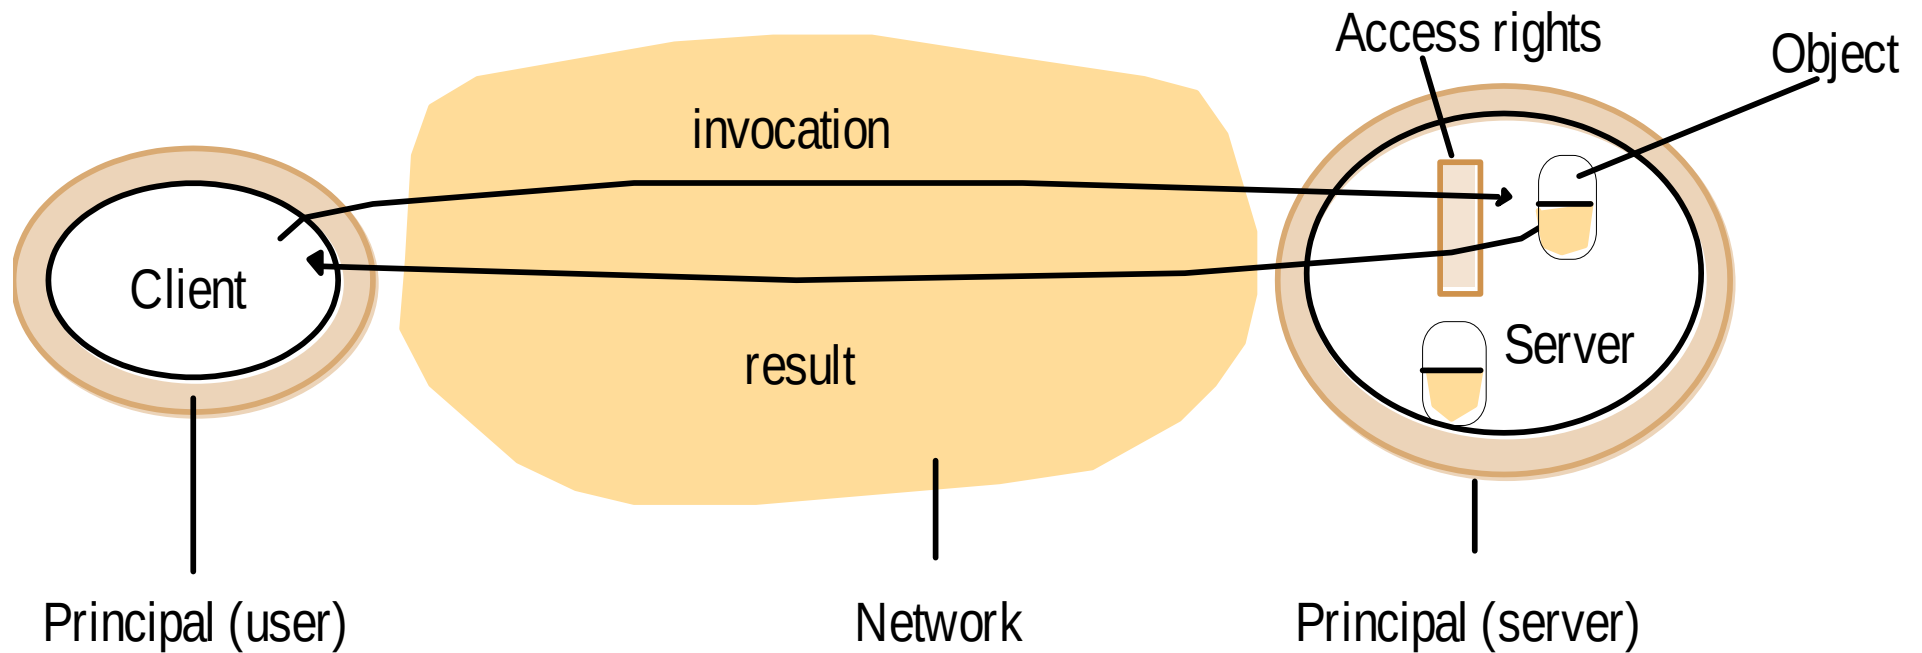 Access rights
Object
invocation
Client
Server
result
Principal (user)
Network
Principal (server)